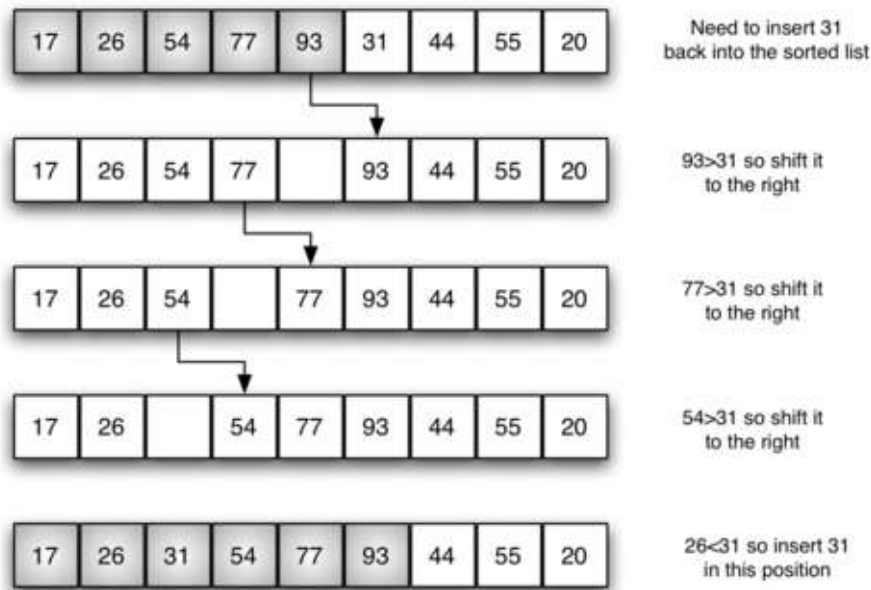 17 26 54 77 93 31 44 55 20
Need to insert 31
back into the sorted list
17 26 54 77 93 44 55 20
93>31 so shift it
to the right
17 26 54 77 93 44 55 20
77>31 so shift it
to the right
17 26 54 77 93 44 55 20
54>31 so shift it
to the right
17 26 31 54 77 93 44 55 20
26<31 so insert 31
in this position